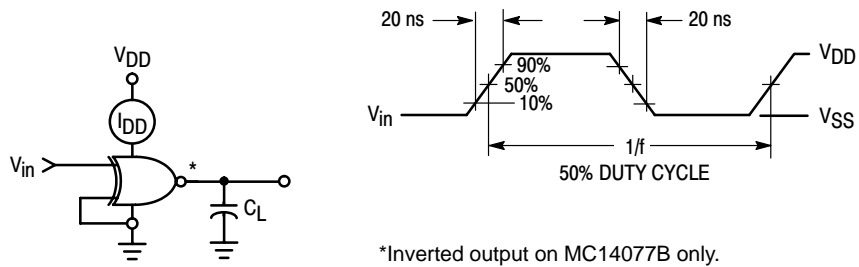 20 ns
20 ns
VDD
90%
50%
10%
VDD
IDD
Vin
VSS
Vin
*
1/f
50% DUTY CYCLE
CL
*Inverted output on MC14077B only.